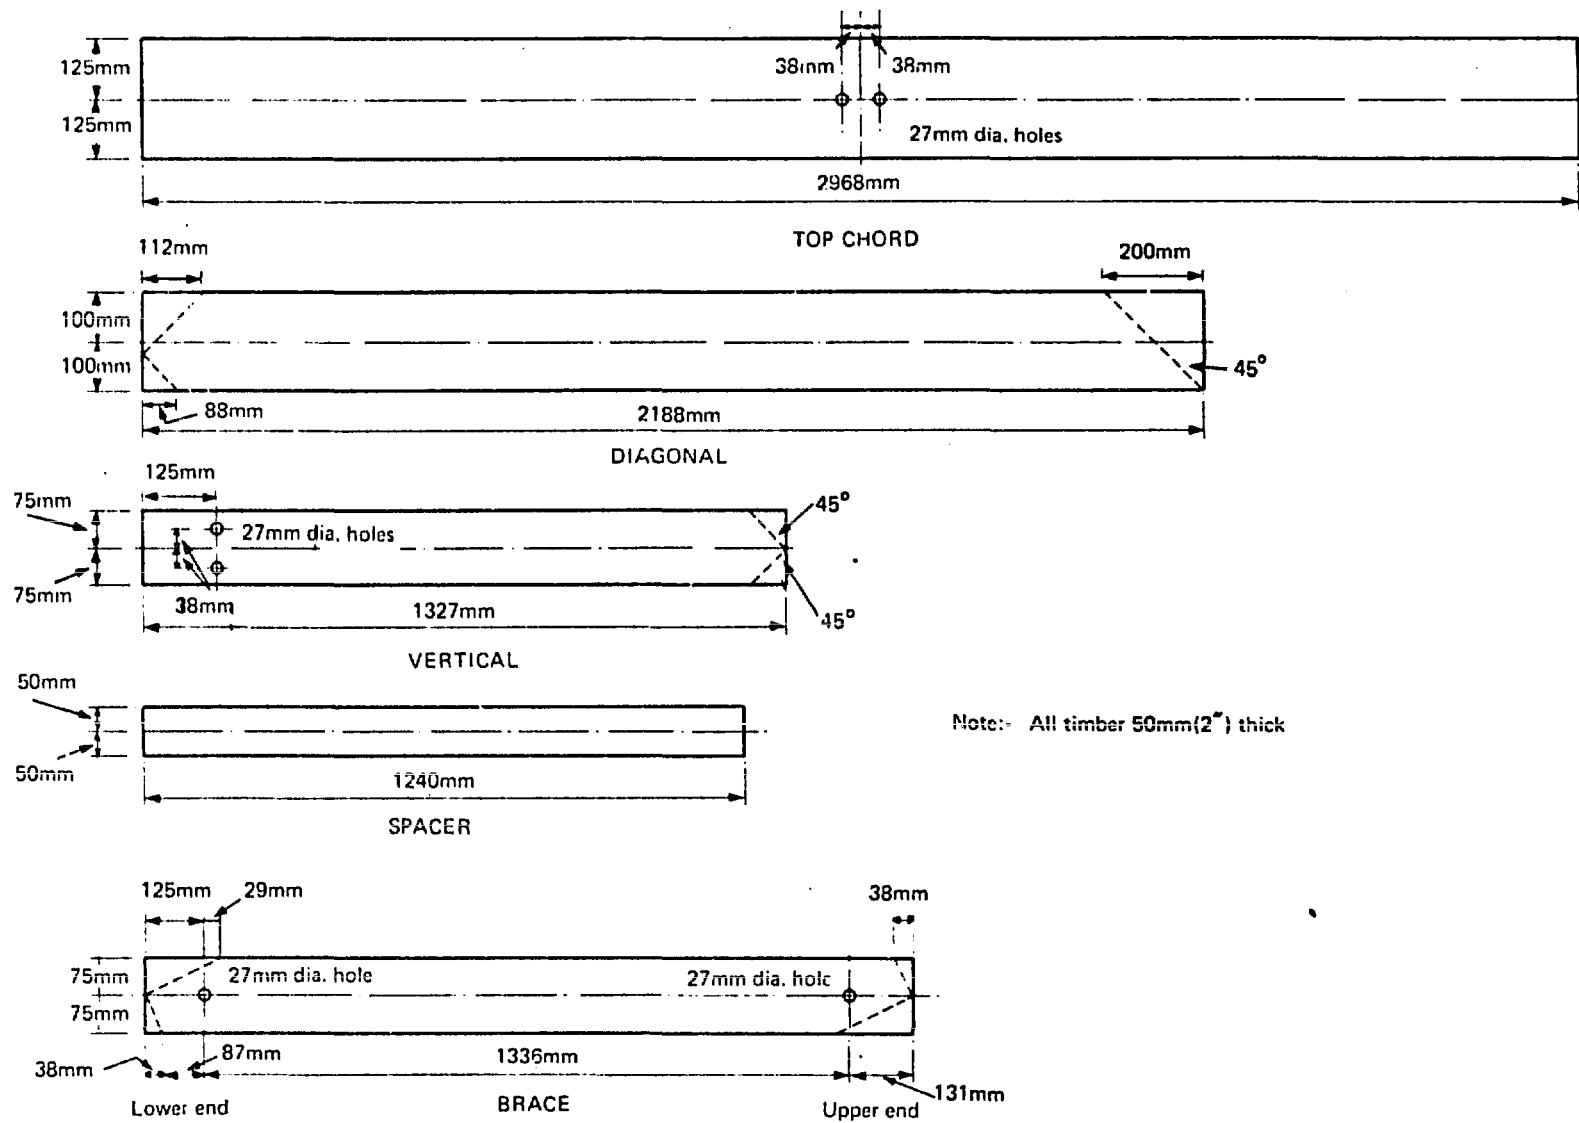 125mm
125mm
38mm 38mm
27mm dia. holes
2968mm
TOP CHORD
112mm
200mm
100mm
100mm
45°
88mm
2188mm
DIAGONAL
125mm
75mm
75mm
27mm dia. holes
45°
38mm
1327mm
45°
VERTICAL
50mm
50mm
Note:- All timber 50mm(2") thick
1240mm
SPACER
125mm 29mm
38mm
75mm
75mm
27mm dia. hole
27mm dia. hole
38mm
87mm
1336mm
131mm
Lower end
BRACE
Upper end